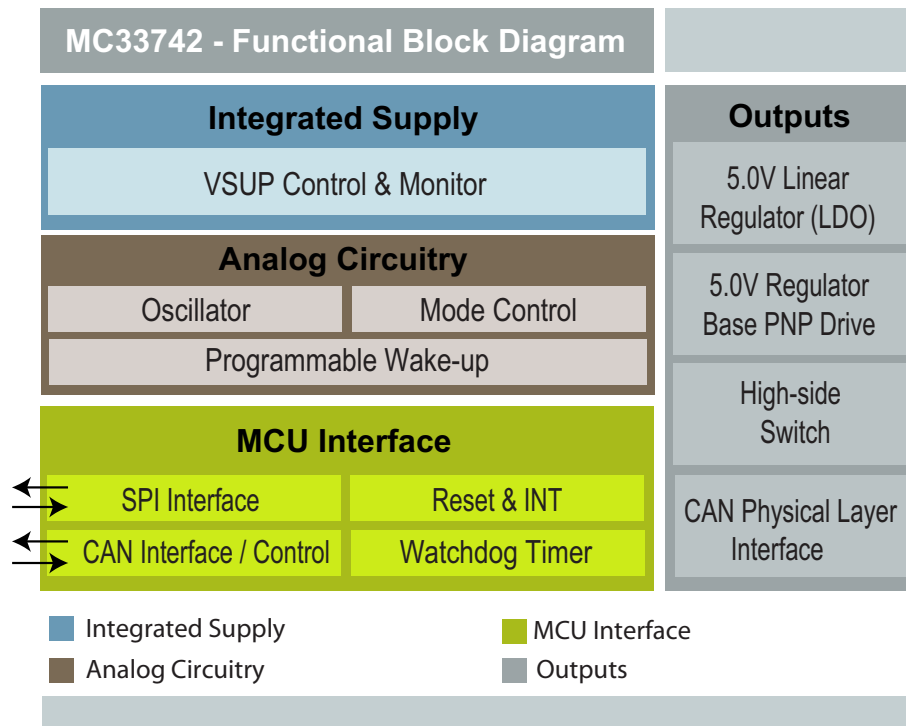 MC33742 - Functional Block Diagram
Integrated Supply
VSUP Control & Monitor
Analog Circuitry
Oscillator
Mode Control
Programmable Wake-up
MCU Interface
SPI Interface
Reset & INT
CAN Interface / Control
Watchdog Timer
Outputs
5.0V Linear
Regulator (LDO)
5.0V Regulator
Base PNP Drive
High-side
Switch
CAN Physical Layer
Interface
Integrated Supply
MCU Interface
Analog Circuitry
Outputs